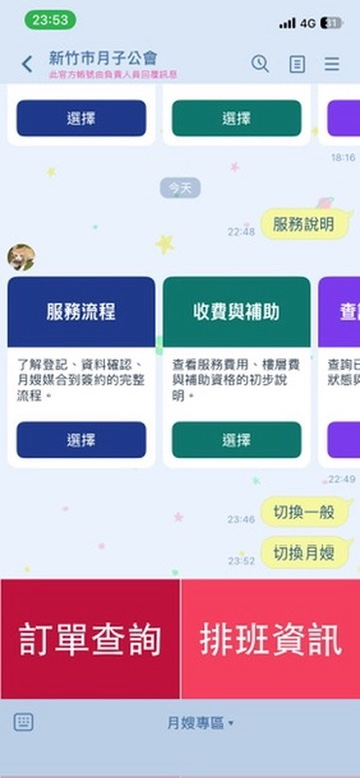 23:53
4G 31
新竹市月子公會
此官方帳號由負責人員回覆訊息
選擇
選擇
18:16
今天
22:48
服務說明
服務流程
收費與補助
了解登記、資料確認、
月嫂媒合到簽約的完整
流程。
查看服務費用、樓層費
與補助資格的初步說
明。
查詢已
狀態與
選擇
選擇
22:49
23:46
切換一般
23:52
切換月嫂
訂單查詢
排班資訊
月嫂專區